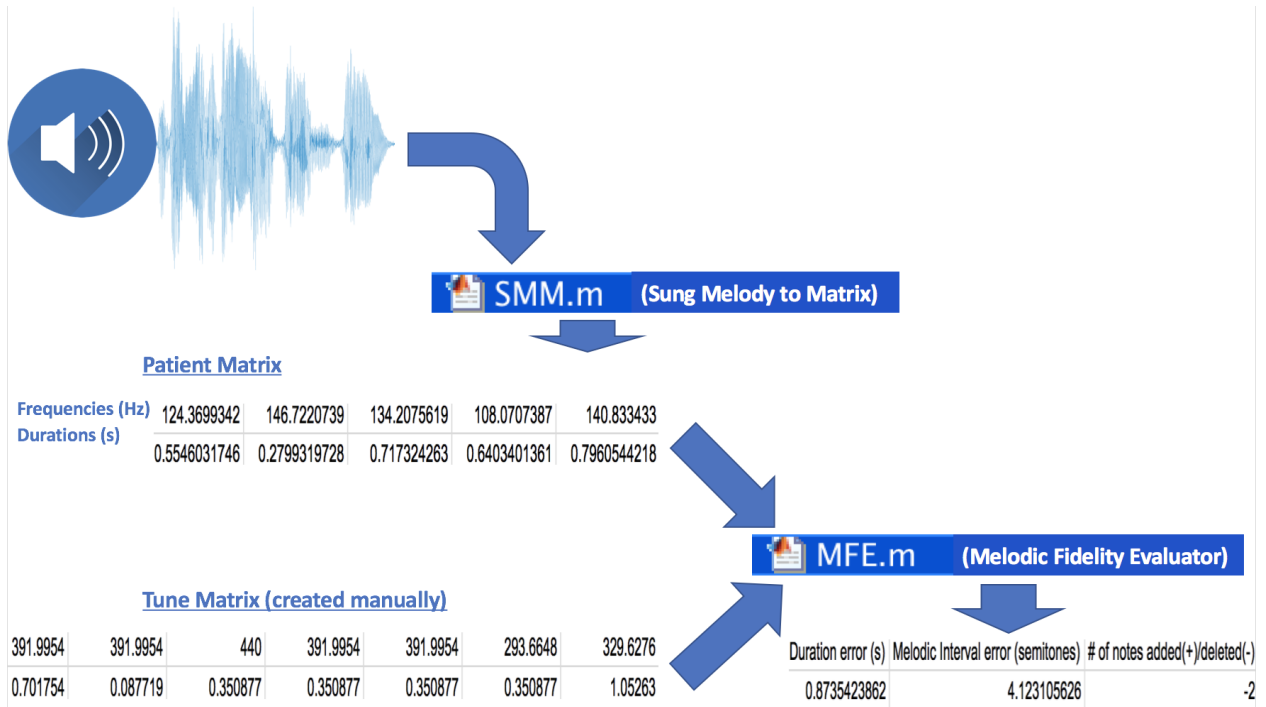 SMM.m (Sung Melody to Matrix)
Patient Matrix
Frequencies (Hz) 124.3699342 146.7220739 134.2075619 108.0707387 140.833433
Durations (s) 0.5546031746 0.2799319728 0.717324263 0.6403401361 0.7960544218
MFE.m (Melodic Fidelity Evaluator)
Tune Matrix (created manually)
391.9954 391.9954 440 391.9954 391.9954 293.6648 329.6276
0.701754 0.087719 0.350877 0.350877 0.350877 0.350877 1.05263
Duration error (s) Melodic Interval error (semitones) # of notes added(+)/deleted(-)
0.8735423862 4.123105626 -2